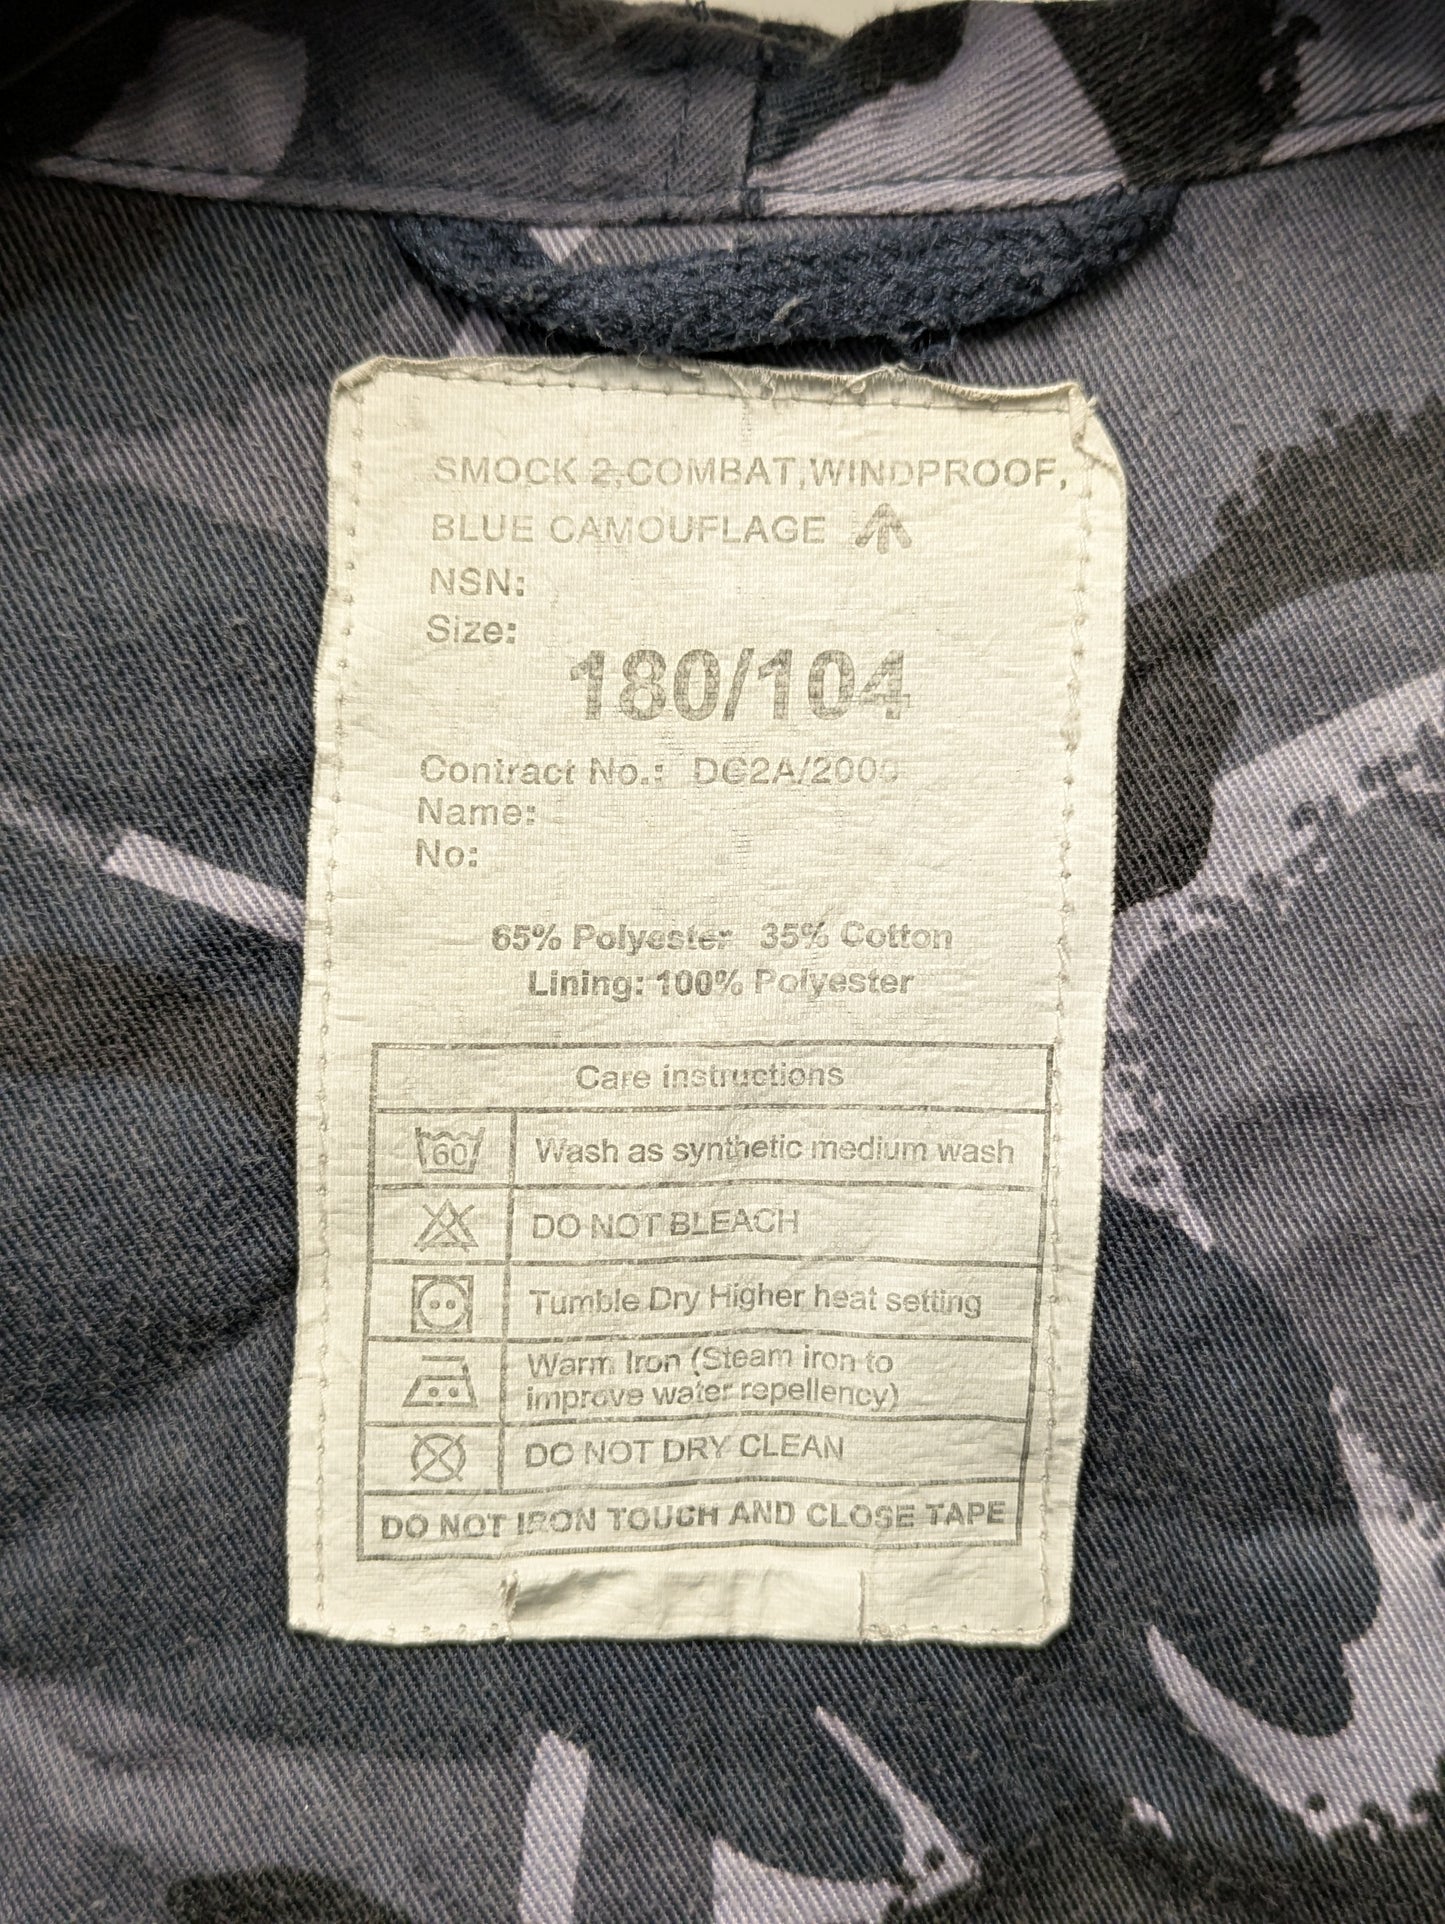 SMOCK 2,COMBAT,WINDPROOF,
BLUE CAMOUFLAGE
NSN:
Size:
180/104
Contract No.: DC2A/2000
Name:
No:
65% Polyester 35% Cotton
Lining: 100% Polyester
Care instructions
60 Wash as synthetic medium wash
DO NOT BLEACH
Tumble Dry Higher heat setting
Warm Iron (Steam iron to
improve water repellency)
DO NOT DRY CLEAN
DO NOT IRON TOUCH AND CLOSE TAPE